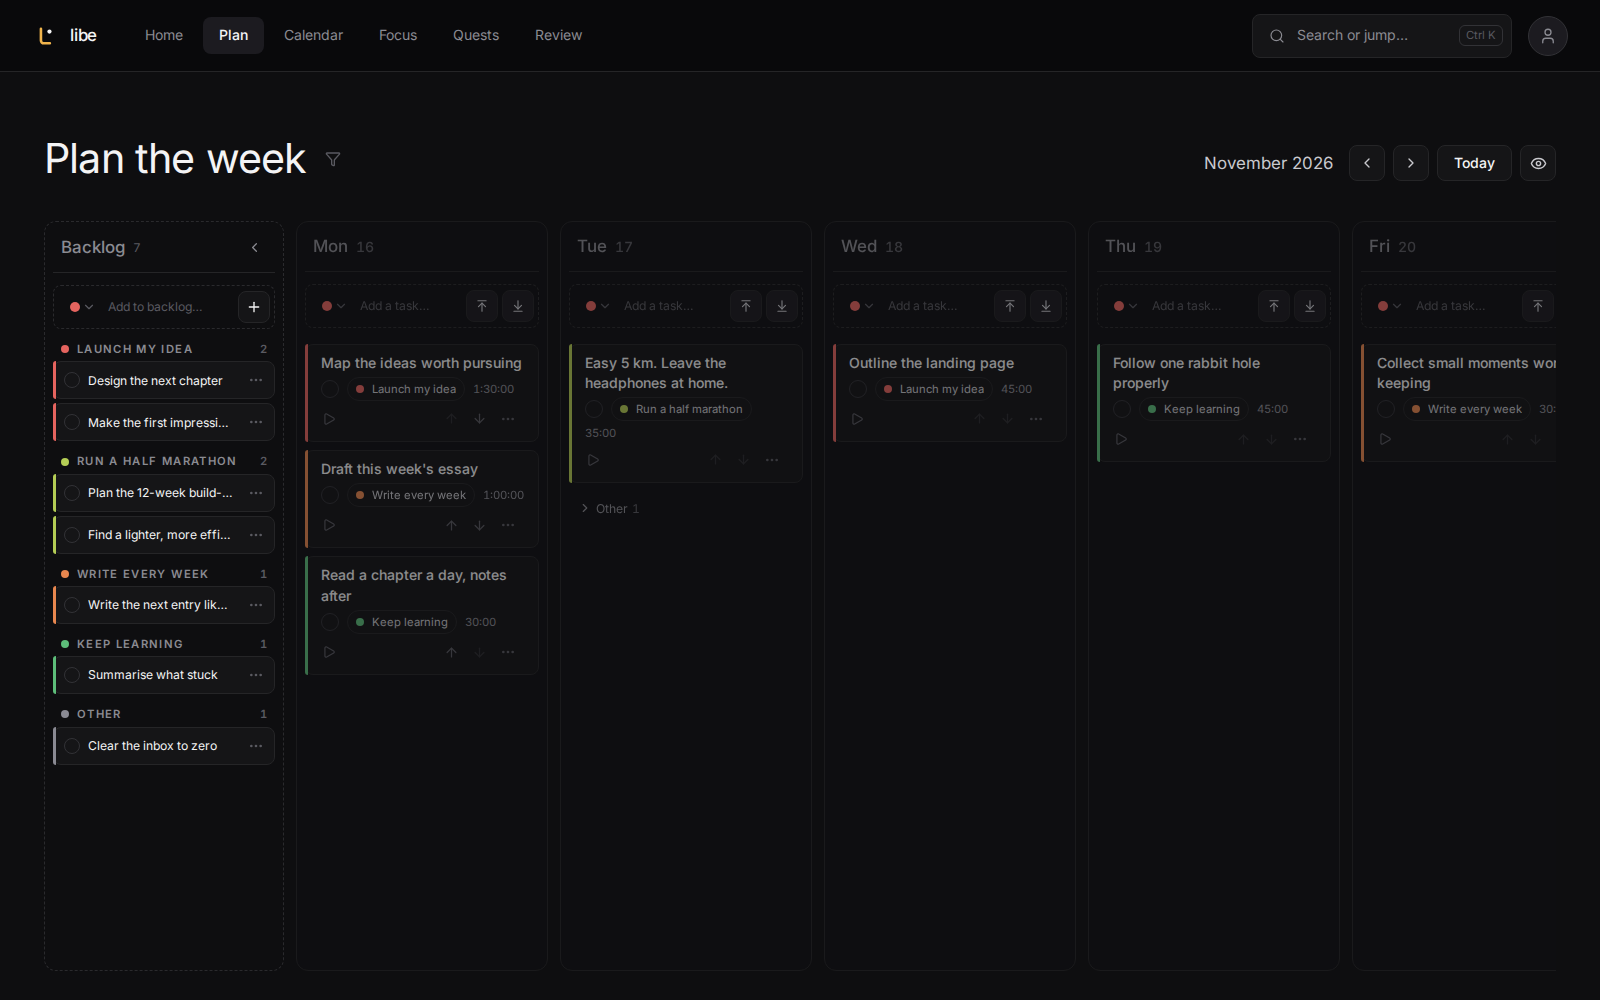 libe
Home
Plan
Calendar
Focus
Quests
Review
Search or jump...
Ctrl K
Plan the week
November 2026
Today
Backlog 7
Add to backlog...
LAUNCH MY IDEA 2
Design the next chapter
Make the first impressi...
RUN A HALF MARATHON 2
Plan the 12-week build-...
Find a lighter, more effi...
WRITE EVERY WEEK 1
Write the next entry lik...
KEEP LEARNING 1
Summarise what stuck
OTHER 1
Clear the inbox to zero
Mon 16
Add a task...
Map the ideas worth pursuing
Launch my idea 1:30:00
Draft this week's essay
Write every week 1:00:00
Read a chapter a day, notes
after
Keep learning 30:00
Tue 17
Add a task...
Easy 5 km. Leave the
headphones at home.
Run a half marathon
35:00
Other 1
Wed 18
Add a task...
Outline the landing page
Launch my idea 45:00
Thu 19
Add a task...
Follow one rabbit hole
properly
Keep learning 45:00
Fri 20
Add a task...
Collect small moments wor
keeping
Write every week 30: